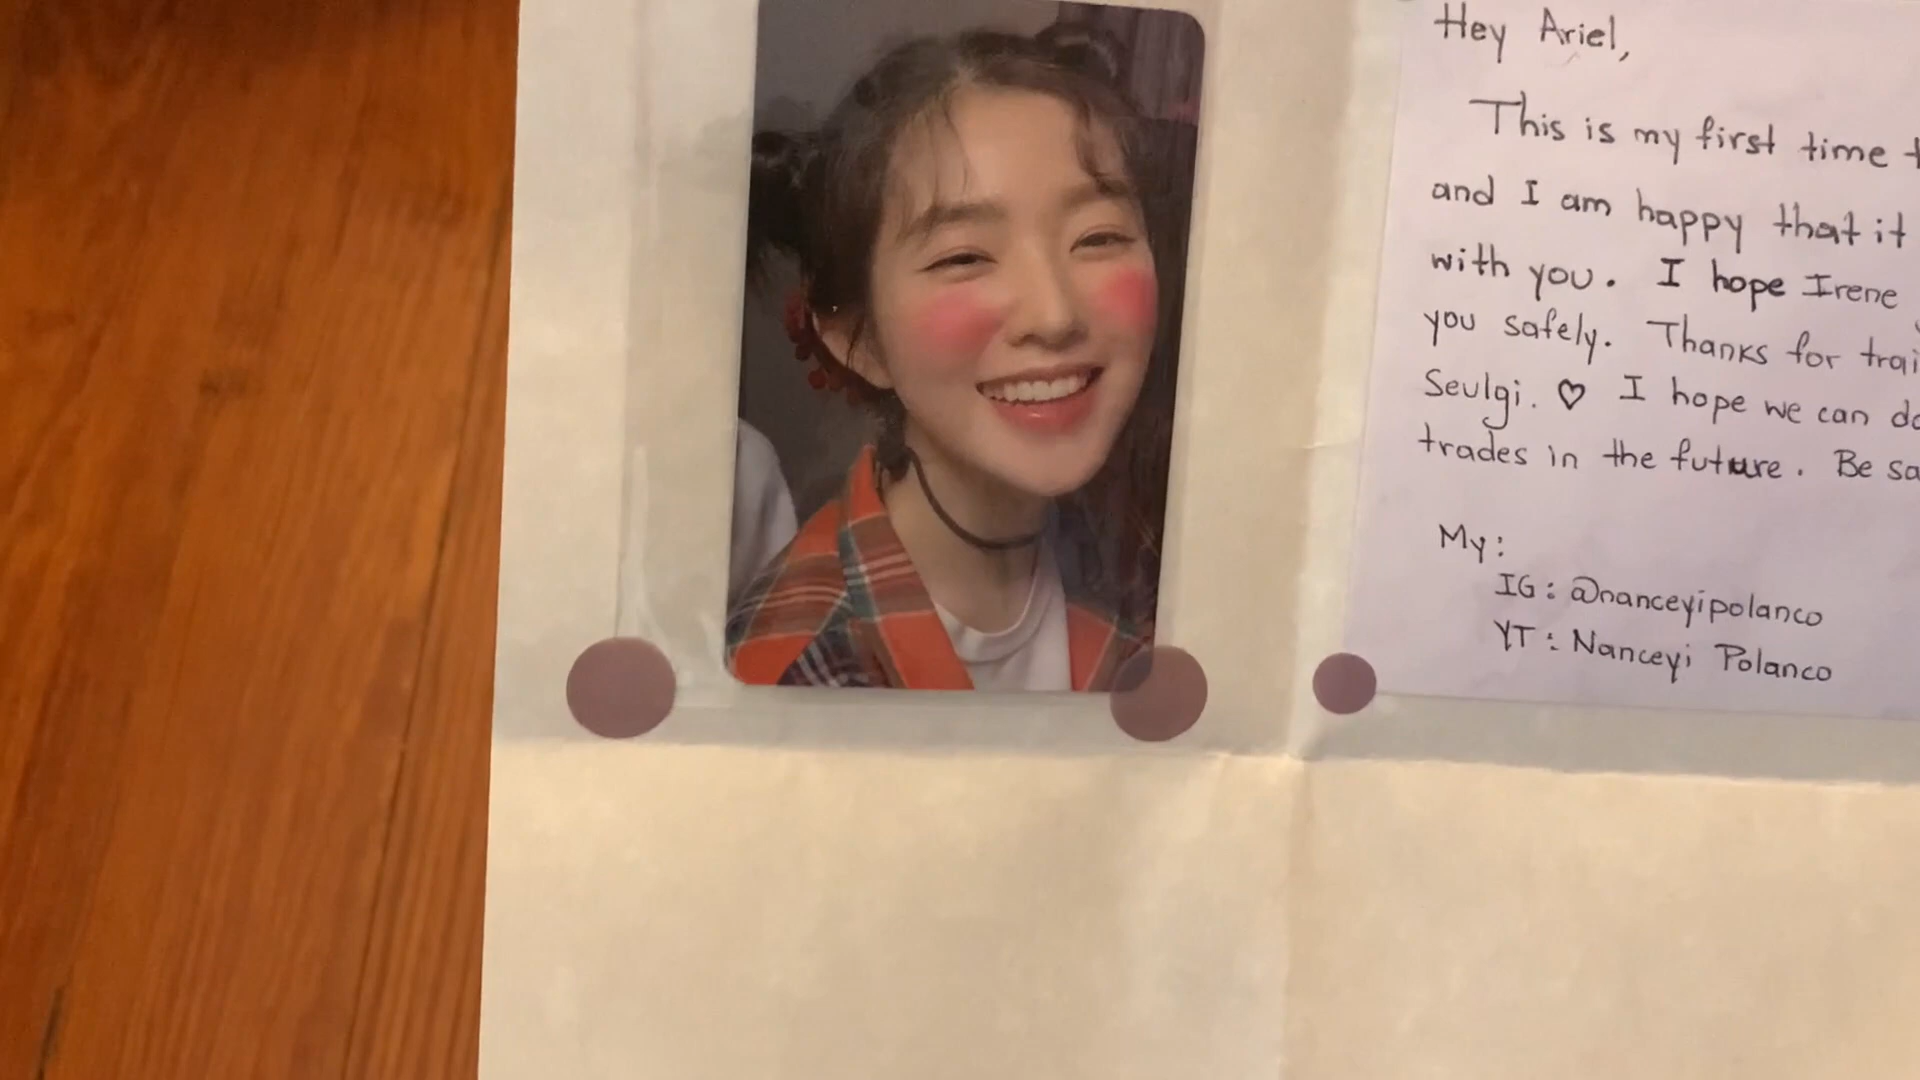 Hey Ariel,
This is my first time
and I am happy that it
with you. I hope Irene
you safely. Thanks for
Seulgi. ♡ I hope we can
trades in the future. Be
My:
IG: @nanceyipolanco
YT: Nanceyi Polanco